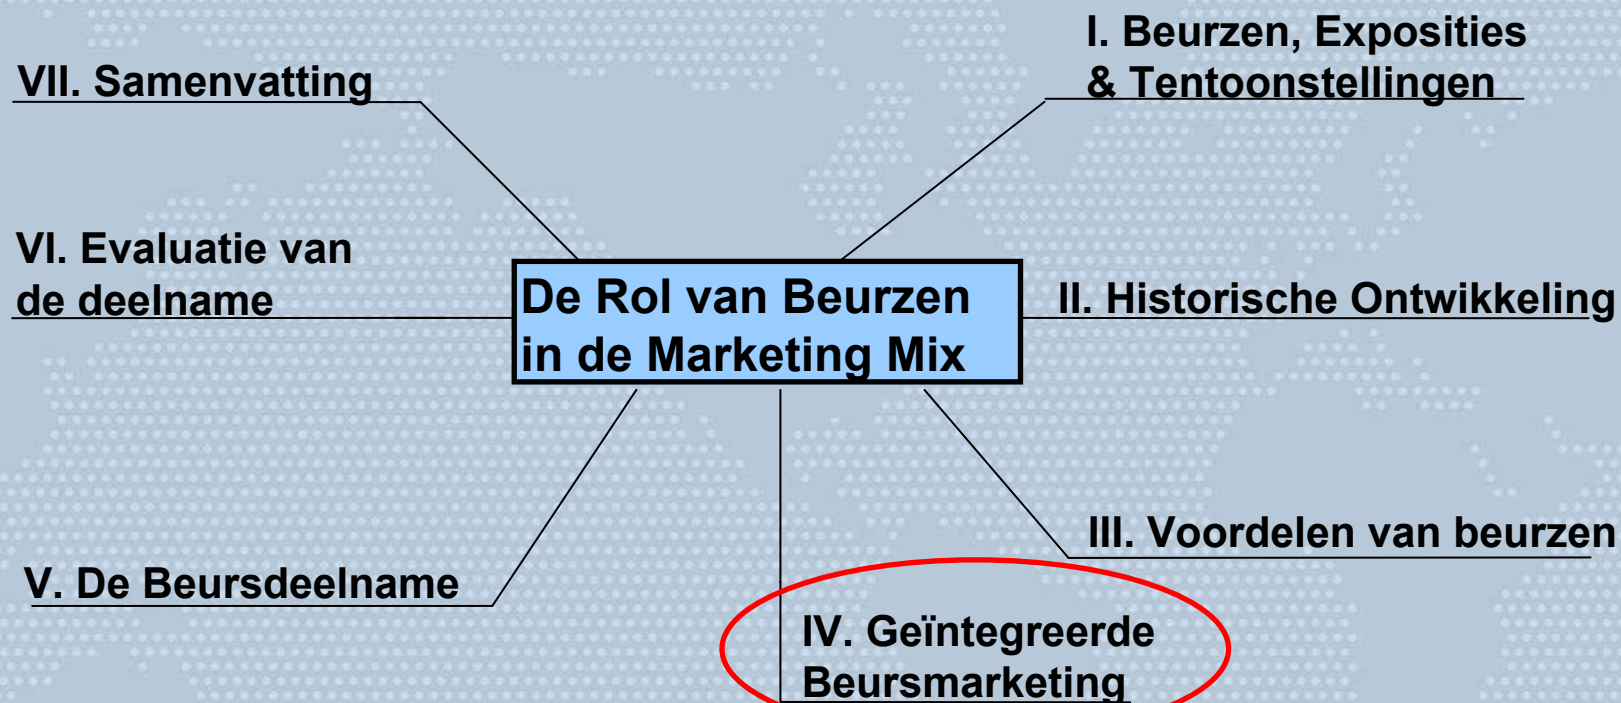 De Rol van Beurzen
in de Marketing Mix
I. Beurzen, Exposities
& Tentoonstellingen
II. Historische Ontwikkeling
III. Voordelen van beurzen
IV. Geïntegreerde
Beursmarketing
V. De Beursdeelname
VI. Evaluatie van
de deelname
VII. Samenvatting